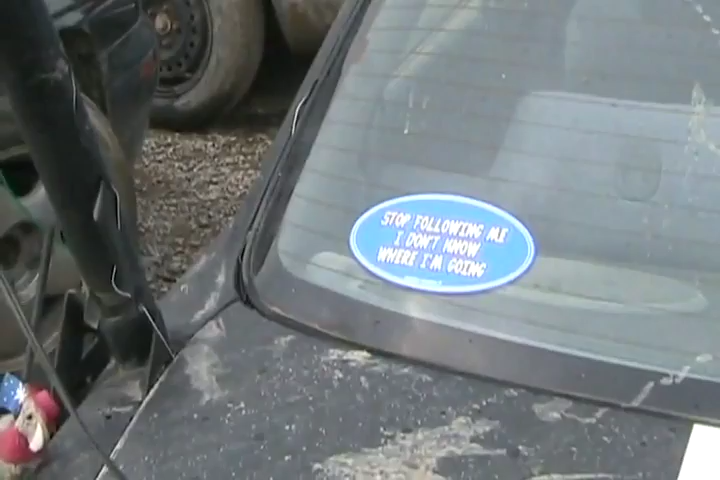 STOP FOLLOWING ME
I DON'T KNOW
WHERE I'M GOING